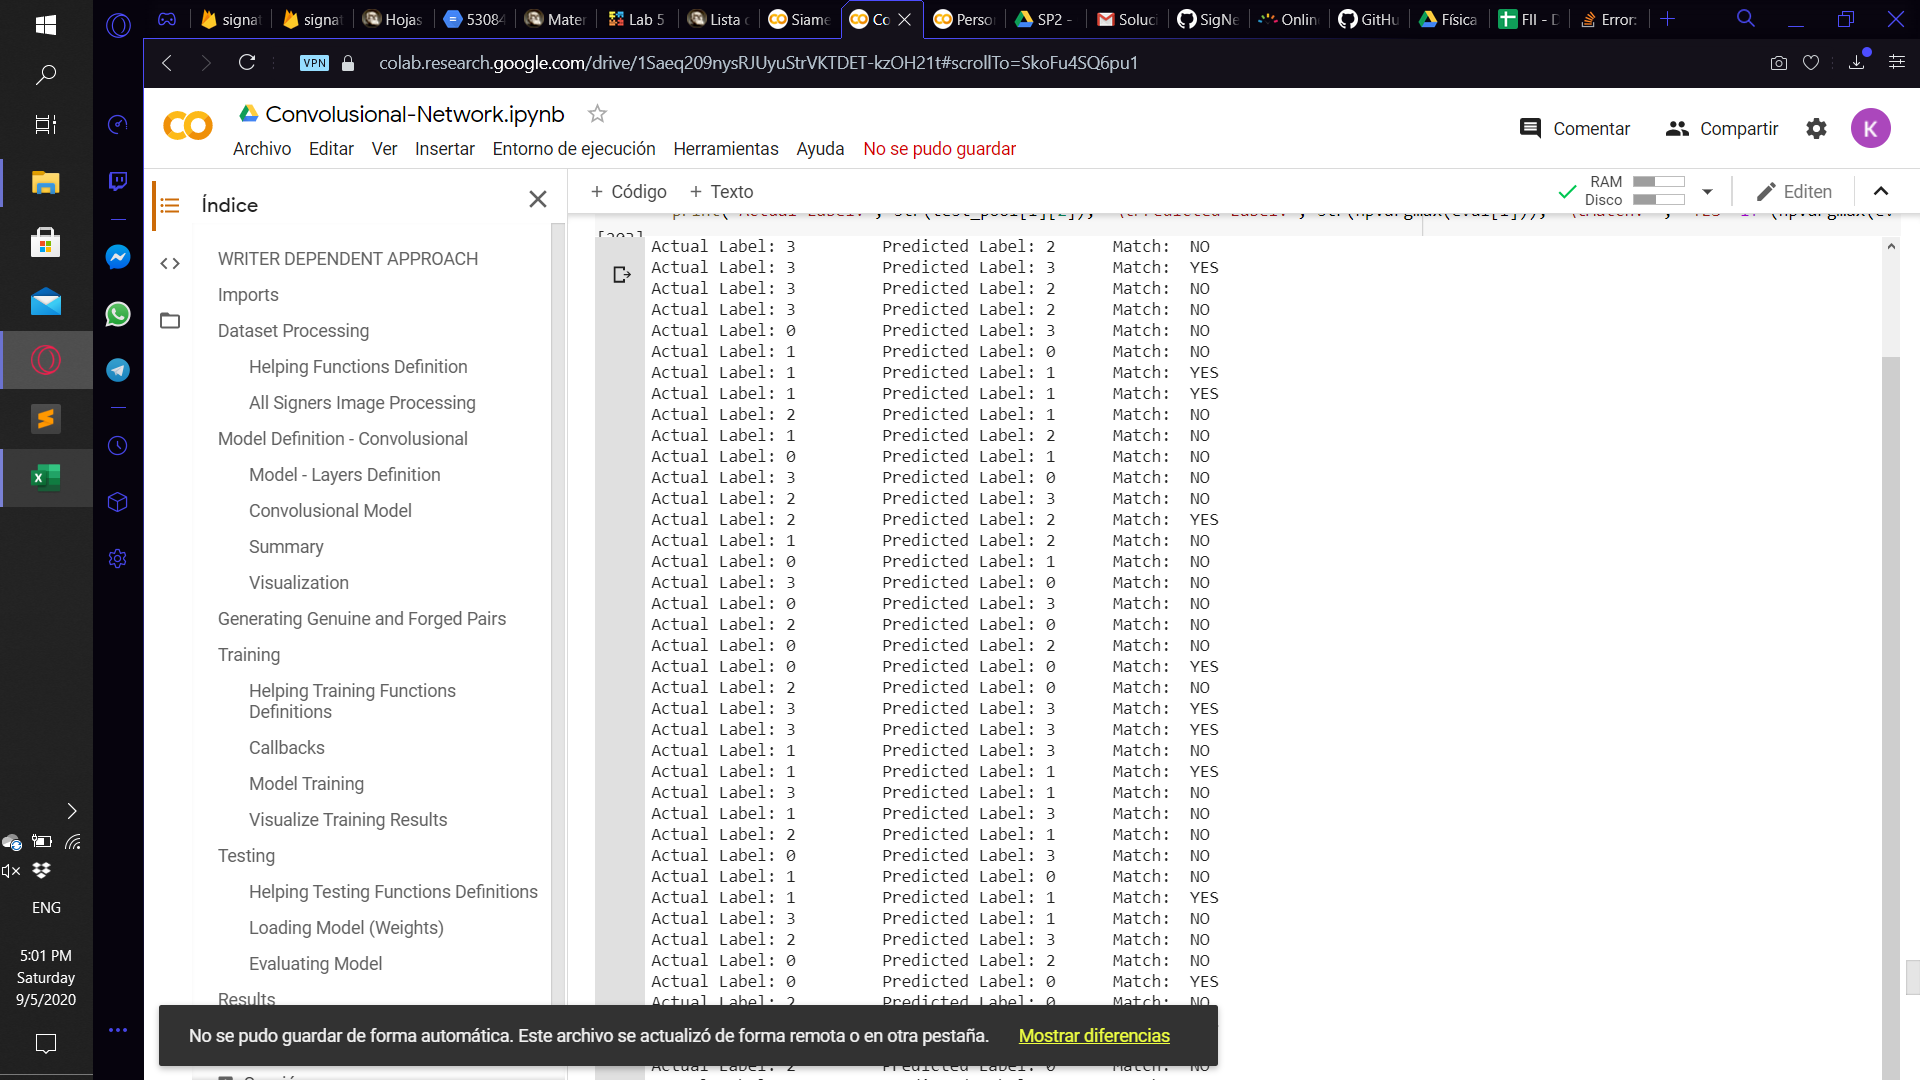 signat
signat
Hojas
53084
Mater
Lab 5
Lista
Siame
Co
Perso
SP2 -
Soluci
SigNe
Online
GitHu
Física
FII - D
Error:
VPN
colab.research.google.com/drive/1Saeq209nysRJUyuStrVKTDET-kzOH21t#scrollTo=SkoFu4SQ6pu1
Convolusional-Network.ipynb
Comentar
Compartir
K
Archivo Editar Ver Insertar Entorno de ejecución Herramientas Ayuda No se pudo guardar
Índice
+ Código + Texto
RAM
Disco
Editen
WRITER DEPENDENT APPROACH
Imports
Dataset Processing
Helping Functions Definition
All Signers Image Processing
Model Definition - Convolusional
Model - Layers Definition
Convolusional Model
Summary
Visualization
Generating Genuine and Forged Pairs
Training
Helping Training Functions
Definitions
Callbacks
Model Training
Visualize Training Results
Testing
Helping Testing Functions Definitions
Loading Model (Weights)
Evaluating Model
Results
Actual Label: 3 Predicted Label: 2 Match: NO
Actual Label: 3 Predicted Label: 3 Match: YES
Actual Label: 3 Predicted Label: 2 Match: NO
Actual Label: 3 Predicted Label: 2 Match: NO
Actual Label: 0 Predicted Label: 3 Match: NO
Actual Label: 1 Predicted Label: 0 Match: NO
Actual Label: 1 Predicted Label: 1 Match: YES
Actual Label: 1 Predicted Label: 1 Match: YES
Actual Label: 2 Predicted Label: 1 Match: NO
Actual Label: 1 Predicted Label: 2 Match: NO
Actual Label: 0 Predicted Label: 1 Match: NO
Actual Label: 3 Predicted Label: 0 Match: NO
Actual Label: 2 Predicted Label: 3 Match: NO
Actual Label: 2 Predicted Label: 2 Match: YES
Actual Label: 1 Predicted Label: 2 Match: NO
Actual Label: 0 Predicted Label: 1 Match: NO
Actual Label: 3 Predicted Label: 0 Match: NO
Actual Label: 0 Predicted Label: 3 Match: NO
Actual Label: 2 Predicted Label: 0 Match: NO
Actual Label: 0 Predicted Label: 2 Match: NO
Actual Label: 0 Predicted Label: 0 Match: YES
Actual Label: 2 Predicted Label: 0 Match: NO
Actual Label: 3 Predicted Label: 3 Match: YES
Actual Label: 3 Predicted Label: 3 Match: YES
Actual Label: 1 Predicted Label: 3 Match: NO
Actual Label: 1 Predicted Label: 1 Match: YES
Actual Label: 3 Predicted Label: 1 Match: NO
Actual Label: 1 Predicted Label: 3 Match: NO
Actual Label: 2 Predicted Label: 1 Match: NO
Actual Label: 0 Predicted Label: 3 Match: NO
Actual Label: 1 Predicted Label: 0 Match: NO
Actual Label: 1 Predicted Label: 1 Match: YES
Actual Label: 3 Predicted Label: 1 Match: NO
Actual Label: 2 Predicted Label: 3 Match: NO
Actual Label: 0 Predicted Label: 2 Match: NO
Actual Label: 0 Predicted Label: 0 Match: YES
Actual Label: 2 Predicted Label: 0 Match: NO
No se pudo guardar de forma automática. Este archivo se actualizó de forma remota o en otra pestaña. Mostrar diferencias
ENG
5:01 PM
Saturday
9/5/2020